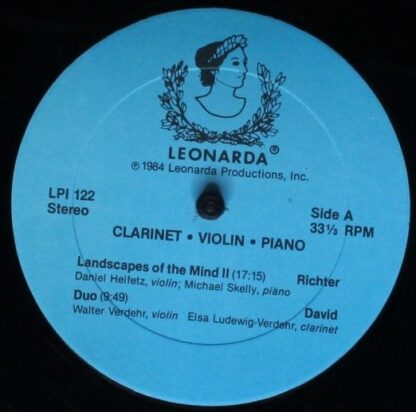 LEONARDA®
℗ 1984 Leonarda Productions, Inc.
LPI 122
Stereo
Side A
33⅓ RPM
CLARINET • VIOLIN • PIANO
Landscapes of the Mind II (17:15) Richter
Daniel Heifetz, violin; Michael Skelly, piano
Duo (9:49) David
Walter Verdehr, violin Elsa Ludewig-Verdehr, clarinet